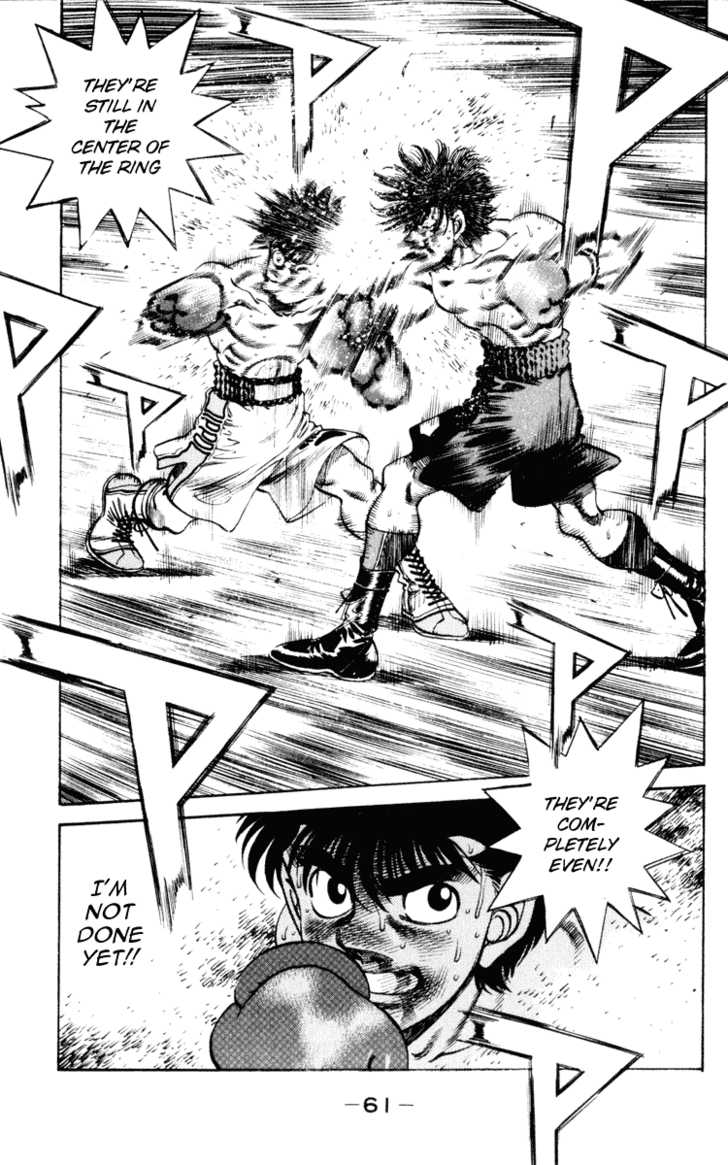 THEY'RE
STILL IN
THE
CENTER OF
THE RING
P
P
P
P
P
P
P
THEY'RE
COM-
PLETELY
EVEN!!
I'M
NOT
DONE
YET!!
P
-61-